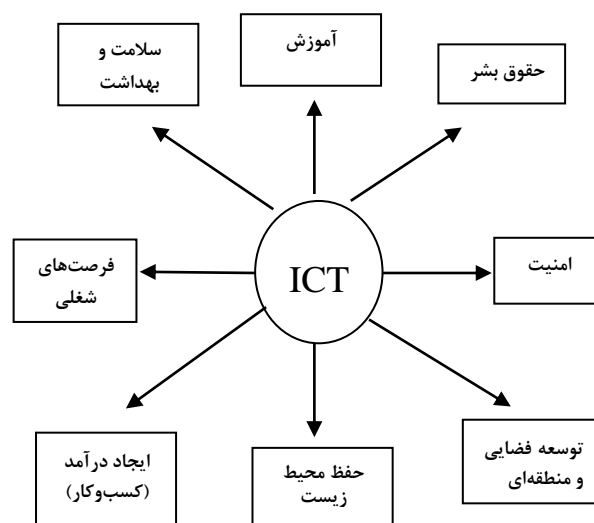 آموزش
سلامت و
بهداشت
حقوق بشر
فرصت‌های
شغلی
ICT
امنیت
ایجاد درآمد
(کسب‌وکار)
حفظ محیط
زیست
توسعه فضایی
و منطقه‌ای